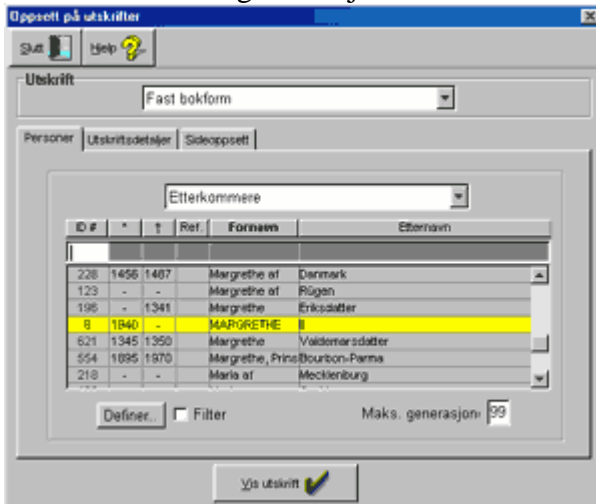 Oppsett på utskrifter
Slutt Hjelp
Utskrift
Fast bokform
Personer Utskriftsdetaljer Sideoppsett
Etterkommere
ID # * † Ref. Fornavn Etternavn
228 1456 1487 Margrethe af Danmark
123 - - Margrethe af Rügen
196 - 1341 Margrethe Eriksdatter
8 1940 - MARGRETHE II
621 1345 1350 Margrethe Valdemarsdatter
554 1895 1970 Margrethe, Prins Bourbon-Parma
218 - - Maria af Mecklenburg
Definer.. Filter Maks. generasjon: 99
Vis utskrift